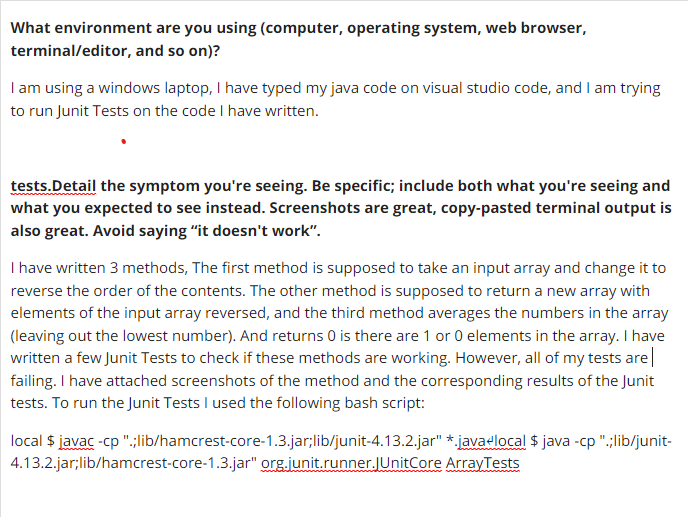 What environment are you using (computer, operating system, web browser,
terminal/editor, and so on)?
I am using a windows laptop, I have typed my java code on visual studio code, and I am trying
to run Junit Tests on the code I have written.
tests.Detail the symptom you're seeing. Be specific; include both what you're seeing and
what you expected to see instead. Screenshots are great, copy-pasted terminal output is
also great. Avoid saying “it doesn't work”.
I have written 3 methods, The first method is supposed to take an input array and change it to
reverse the order of the contents. The other method is supposed to return a new array with
elements of the input array reversed, and the third method averages the numbers in the array
(leaving out the lowest number). And returns 0 is there are 1 or 0 elements in the array. I have
written a few Junit Tests to check if these methods are working. However, all of my tests are
failing. I have attached screenshots of the method and the corresponding results of the Junit
tests. To run the Junit Tests I used the following bash script:
local $ javac -cp ".;lib/hamcrest-core-1.3.jar;lib/junit-4.13.2.jar" *.java↲local $ java -cp ".;lib/junit-
4.13.2.jar;lib/hamcrest-core-1.3.jar" org.junit.runner.JUnitCore ArrayTests